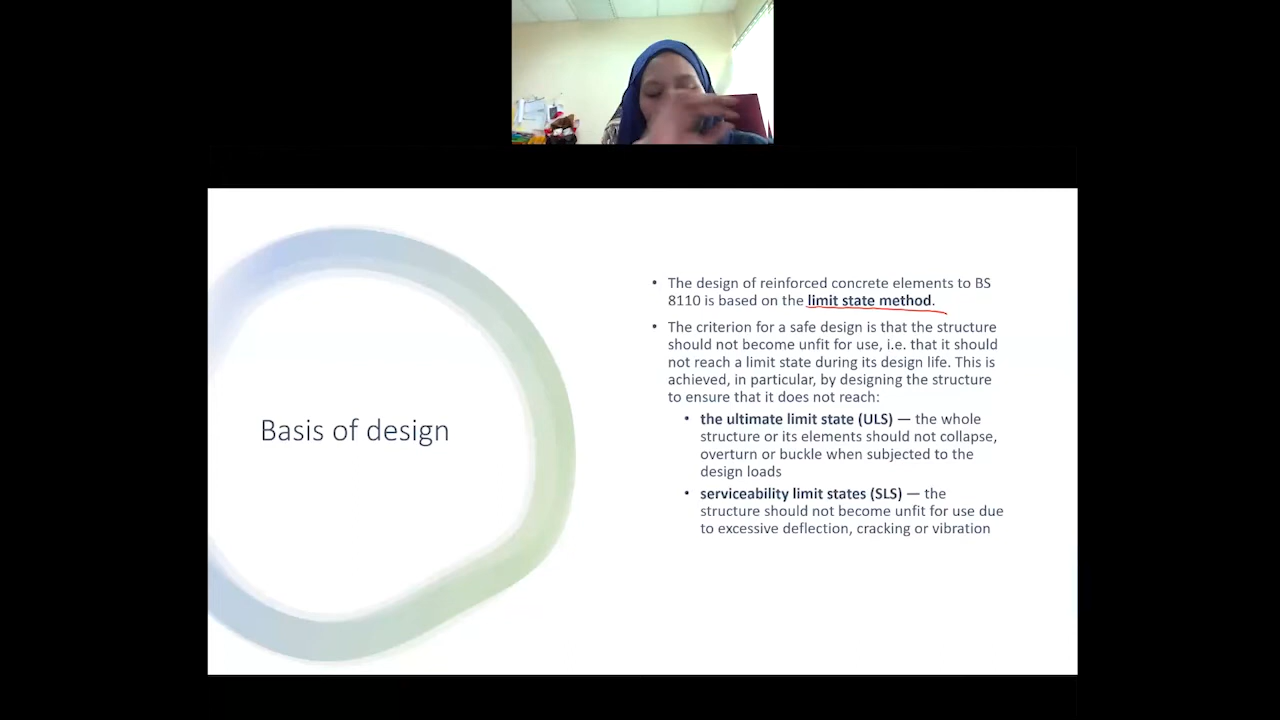 Basis of design
• The design of reinforced concrete elements to BS
8110 is based on the limit state method.
• The criterion for a safe design is that the structure
should not become unfit for use, i.e. that it should
not reach a limit state during its design life. This is
achieved, in particular, by designing the structure
to ensure that it does not reach:
• the ultimate limit state (ULS) — the whole
structure or its elements should not collapse,
overturn or buckle when subjected to the
design loads
• serviceability limit states (SLS) — the
structure should not become unfit for use due
to excessive deflection, cracking or vibration